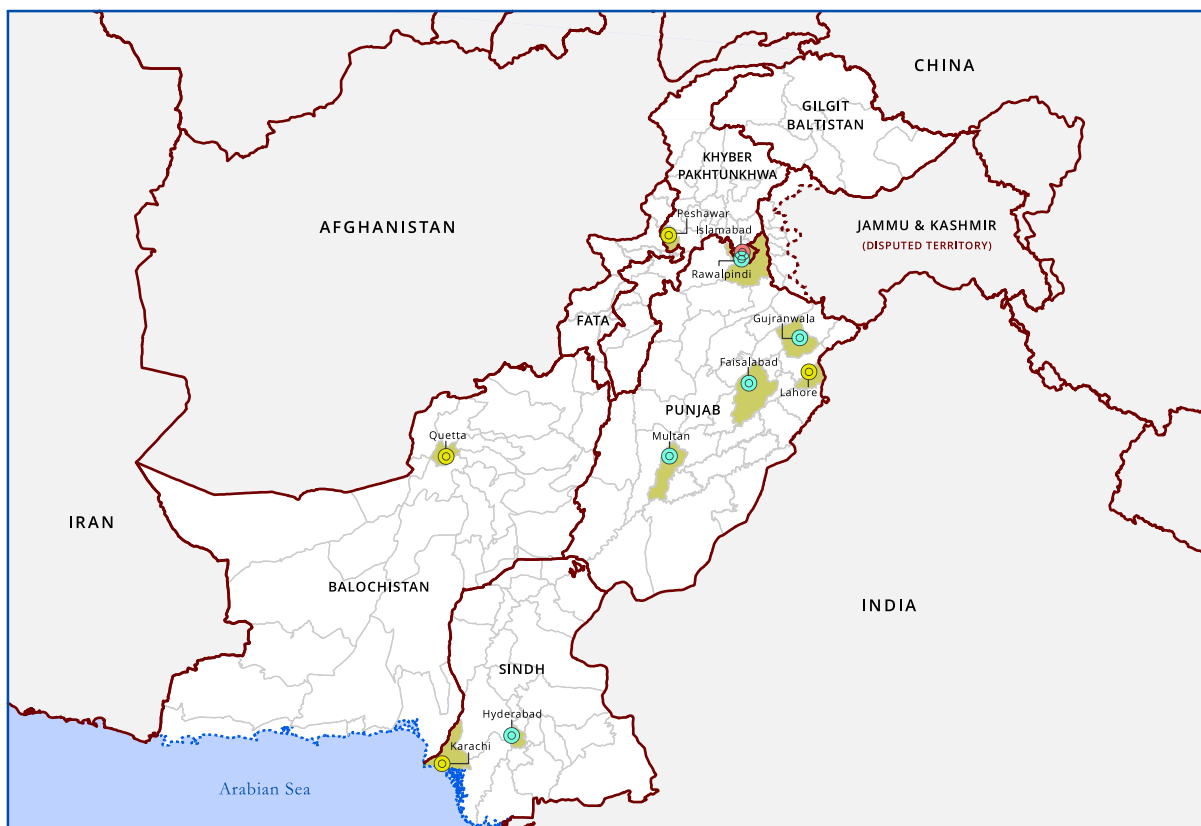 CHINA
GILGIT
BALTISTAN
KHYBER
PAKHTUNKHWA
Peshawar
AFGHANISTAN
Islamabad
JAMMU & KASHMIR
(DISPUTED TERRITORY)
Rawalpindi
FATA
Gujranwala
Faisalabad
Lahore
PUNJAB
Quetta
Multan
IRAN
BALOCHISTAN
INDIA
SINDH
Hyderabad
Karachi
Arabian Sea